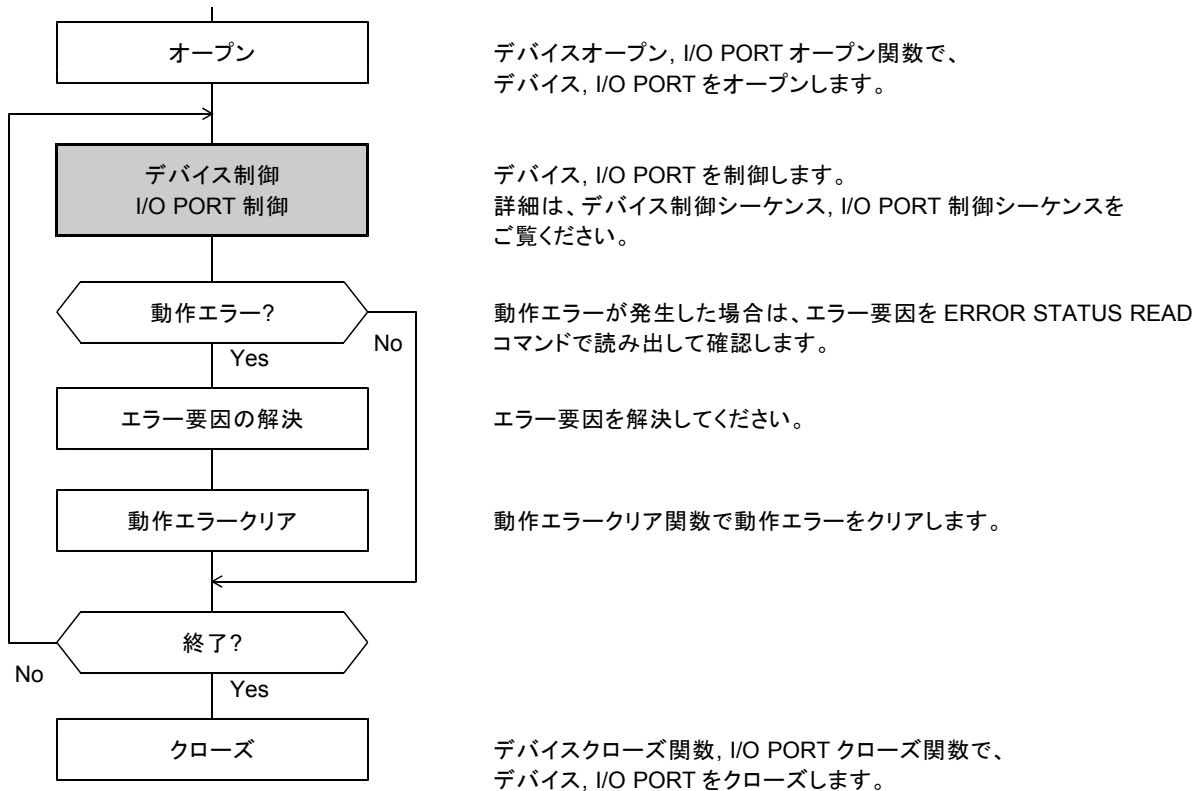 オープン
デバイスオープン, I/O PORT オープン関数で、
デバイス, I/O PORT をオープンします。
デバイス制御
I/O PORT 制御
デバイス, I/O PORT を制御します。
詳細は、デバイス制御シーケンス, I/O PORT 制御シーケンスを
ご覧ください。
動作エラー?
動作エラーが発生した場合は、エラー要因を ERROR STATUS READ
コマンドで読み出して確認します。
No
Yes
エラー要因の解決
エラー要因を解決してください。
動作エラークリア
動作エラークリア関数で動作エラーをクリアします。
終了?
No
Yes
クローズ
デバイスクローズ関数, I/O PORT クローズ関数で、
デバイス, I/O PORT をクローズします。